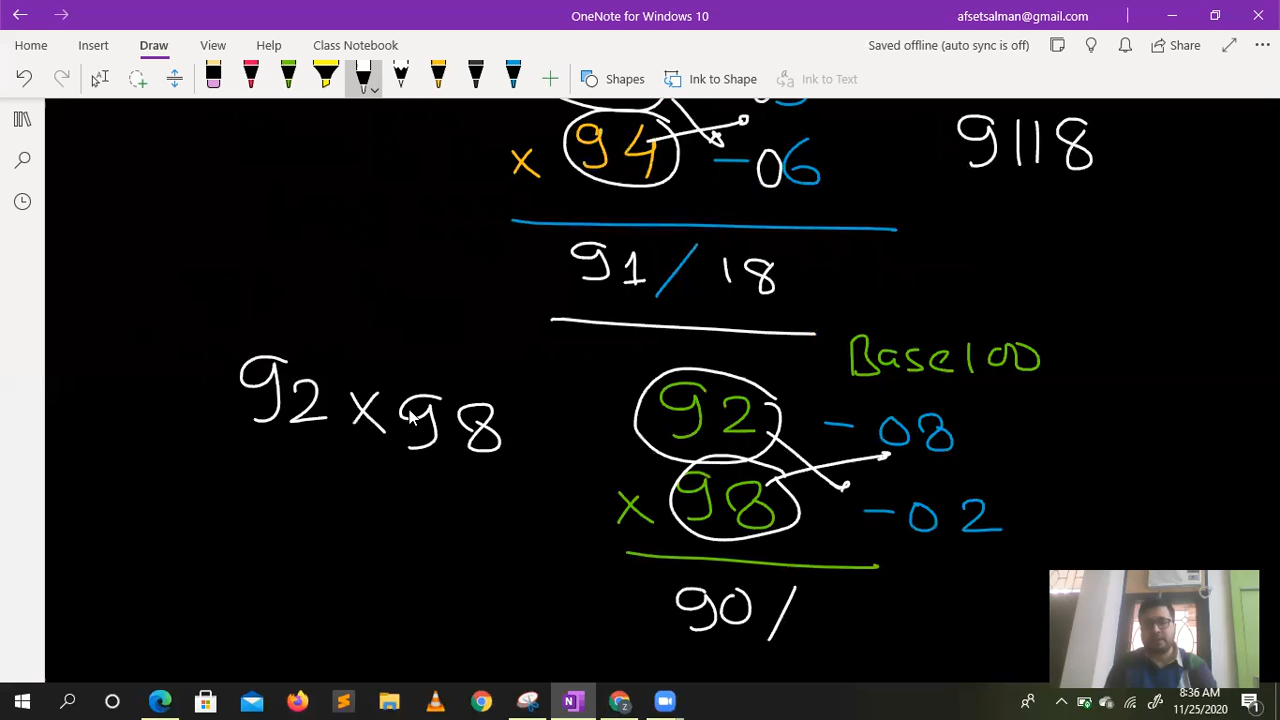 OneNote for Windows 10
afsetsalman@gmail.com
Home Insert Draw View Help Class Notebook
Saved offline (auto sync is off)
Share
Shapes
Ink to Shape
Ink to Text
x 94 - 06
9118
91 / 18
Base 100
92 x 98
92 - 08
x 98 - 02
90 /
8:36 AM
11/25/2020